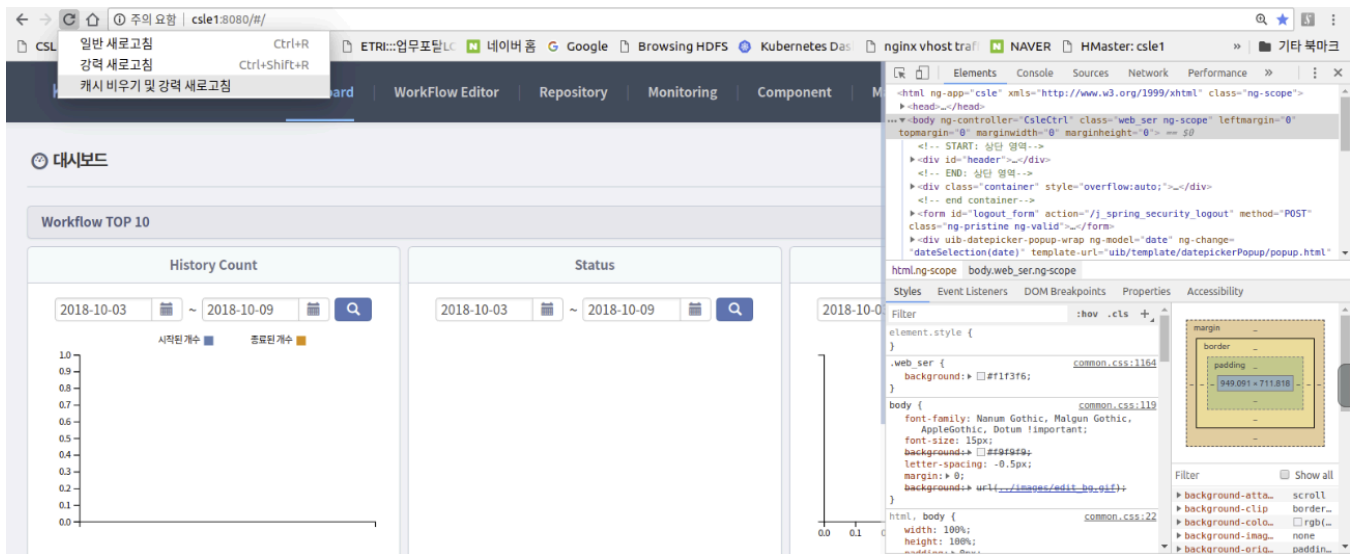 주의 요함 | csle1:8080/#/
일반 새로고침 Ctrl+R
강력 새로고침 Ctrl+Shift+R
캐시 비우기 및 강력 새로고침
CSL
ETRI:::업무포탈LC
네이버 홈
Google
Browsing HDFS
Kubernetes Das
nginx vhost traf
NAVER
HMaster: csle1
»
기타 북마크
ard
WorkFlow Editor
Repository
Monitoring
Component
대시보드
Workflow TOP 10
History Count
2018-10-03 ~ 2018-10-09
시작된개수 종료된개수
1.0
0.9
0.8
0.7
0.6
0.5
0.4
0.3
0.2
0.1
0.0
Status
2018-10-03 ~ 2018-10-09
2018-10-0
0.0 0.1
Elements Console Sources Network Performance »
<html ng-app="csle" xmls="http://www.w3.org/1999/xhtml" class="ng-scope">
<head>…</head>
<body ng-controller="CsleCtrl" class="web_ser ng-scope" leftmargin="0"
topmargin="0" marginwidth="0" marginheight="0"> == $0
<!-- START: 상단 영역-->
<div id="header">…</div>
<!-- END: 상단 영역-->
<div class="container" style="overflow:auto;">…</div>
<!-- end container-->
<form id="logout_form" action="/j_spring_security_logout" method="POST"
class="ng-pristine ng-valid">…</form>
<div uib-datepicker-popup-wrap ng-model="date" ng-change=
"dateSelection(date)" template-url="uib/template/datepickerPopup/popup.html"
html.ng-scope body.web_ser.ng-scope
Styles Event Listeners DOM Breakpoints Properties Accessibility
Filter :hov .cls +
element.style {
}
.web_ser { common.css:1164
background: #f1f3f6;
}
body { common.css:119
font-family: Nanum Gothic, Malgun Gothic,
AppleGothic, Dotum !important;
font-size: 15px;
background: #f9f9f9;
letter-spacing: -0.5px;
margin: 0;
background: url(../images/edit_bg.gif);
}
html, body { common.css:22
width: 100%;
height: 100%;
padding: 0px;
margin -
border -
padding -
949.091 × 711.818
Filter Show all
background-atta… scroll
background-clip border…
background-colo… rgb(…
background-imag… none
background-orig… paddin…